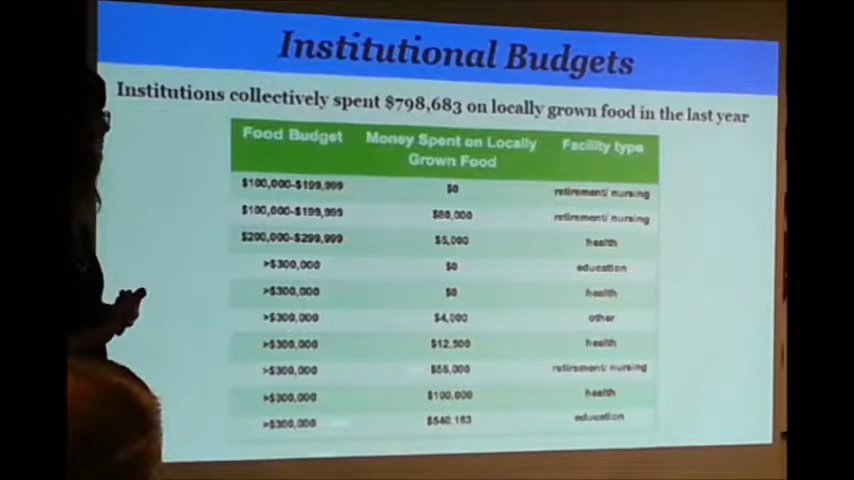 Institutional Budgets
Institutions collectively spent $798,683 on locally grown food in the last year
Food Budget Money Spent on Locally Grown Food Facility type
$100,000-$199,999 $0 retirement/ nursing
$100,000-$199,999 $80,000 retirement/ nursing
$200,000-$299,999 $5,000 health
>$300,000 $0 education
>$300,000 $0 health
>$300,000 $4,000 other
>$300,000 $12,500 health
>$300,000 retirement/ nursing
>$300,000 $100,000 health
>$300,000 $540,183 education